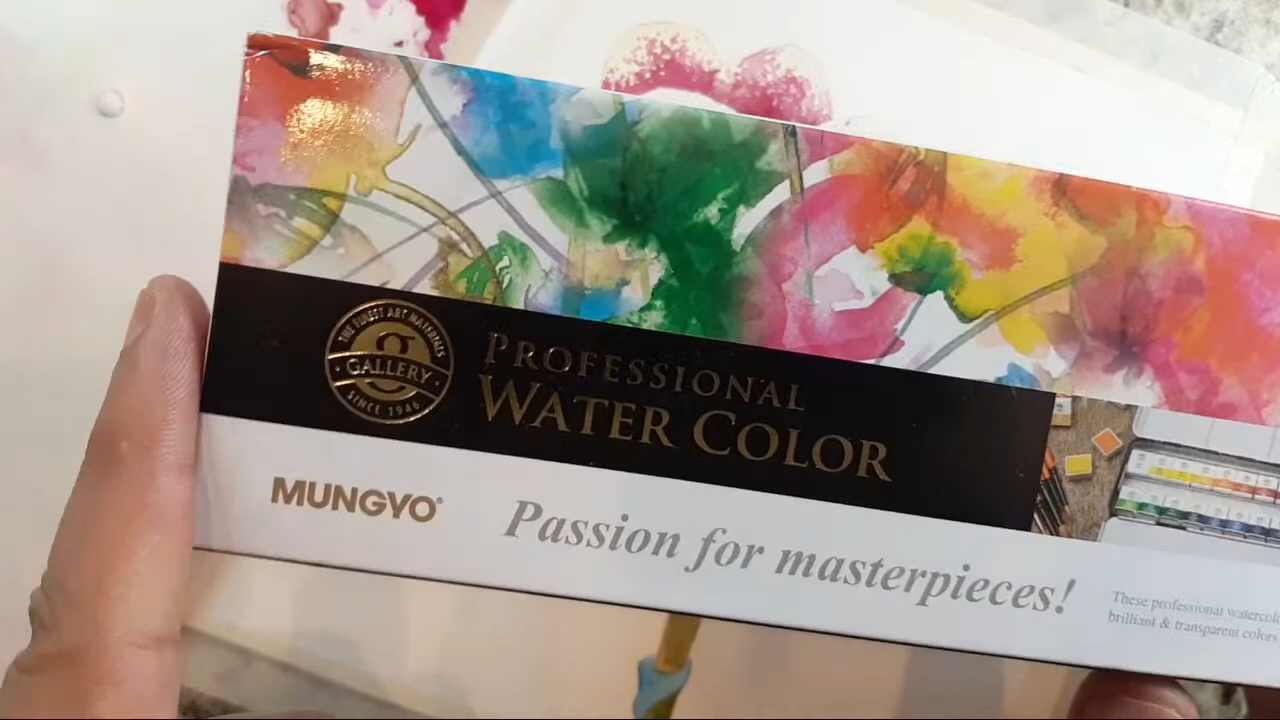 THE FINEST ART MATERIALS
g
GALLERY
SINCE 1946
PROFESSIONAL
WATER COLOR
MUNGYO®
Passion for masterpieces!
These professional
brilliant & transparent colors